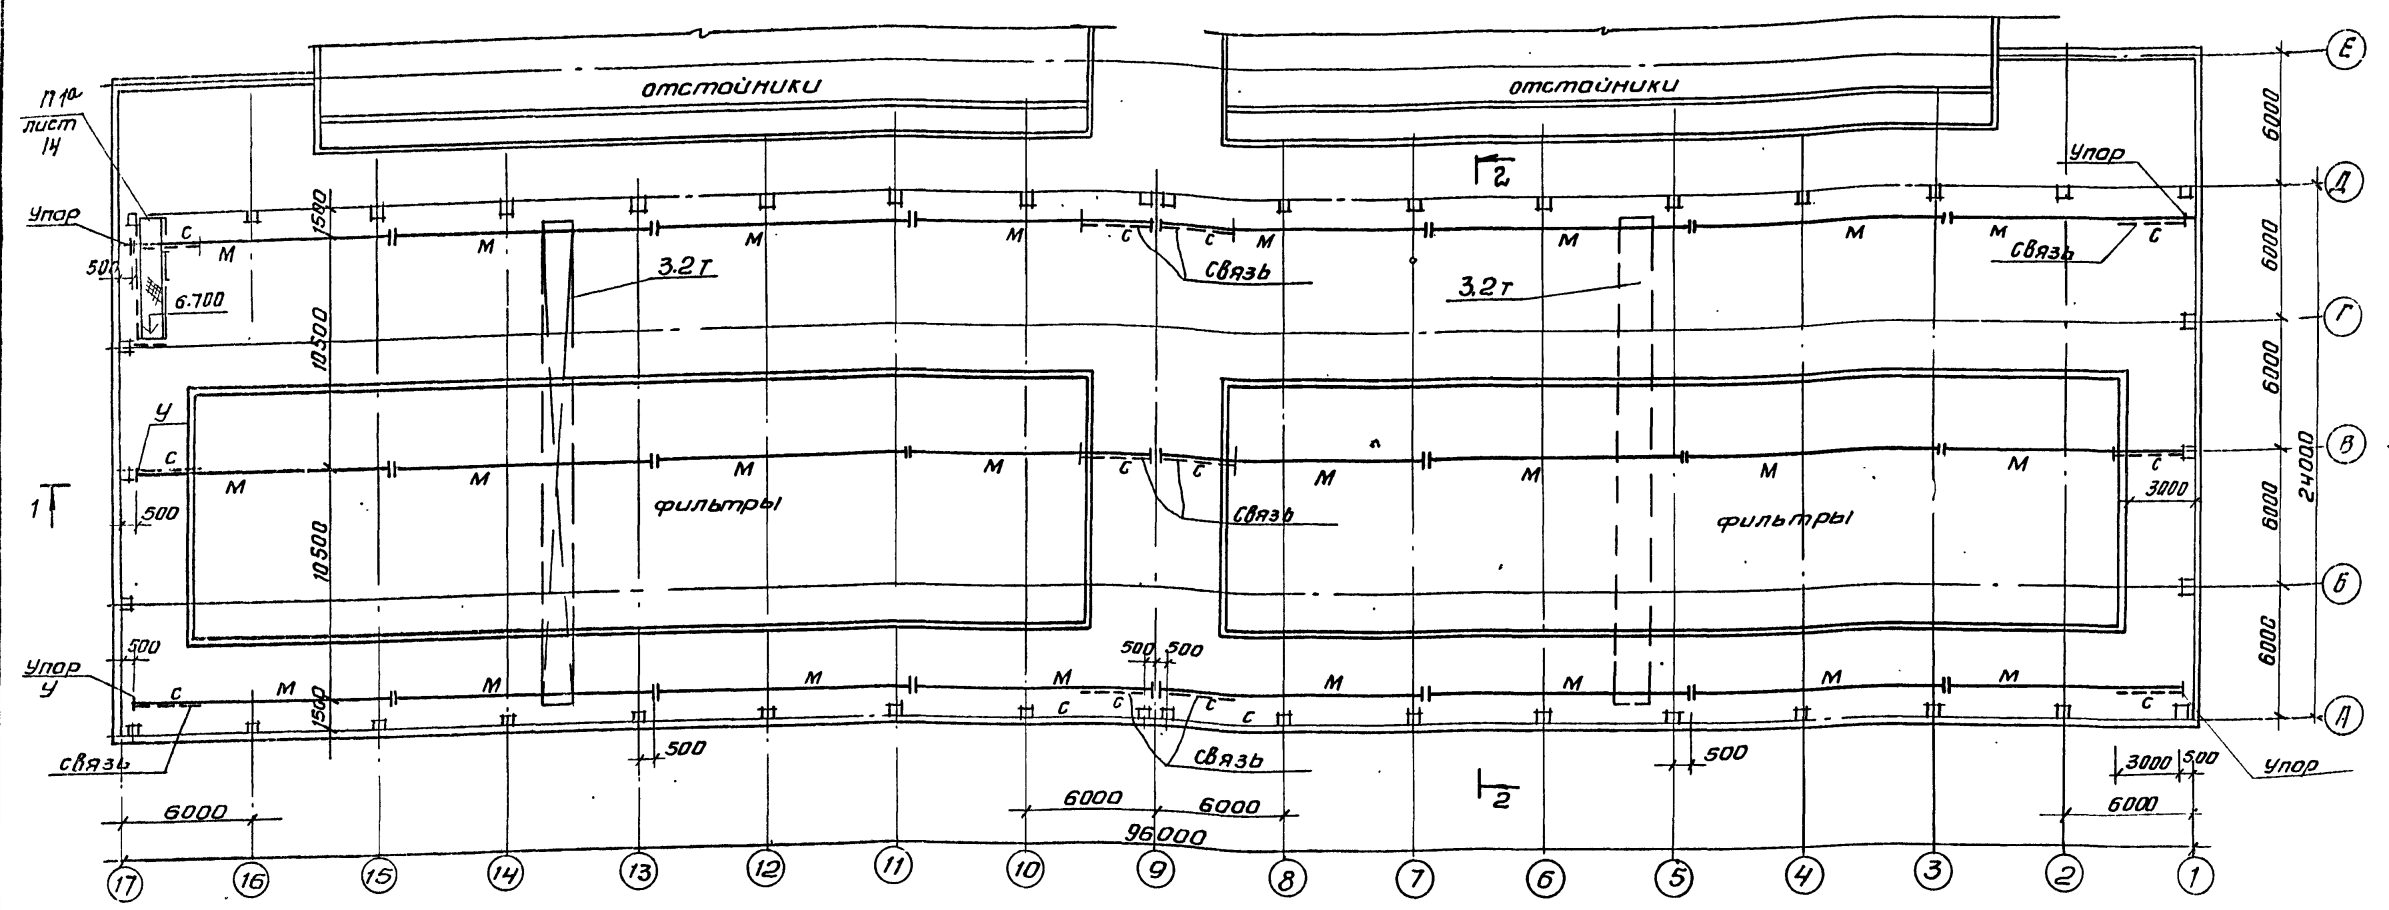 Е
отстойники
отстойники
П1а
лист
14
6000
Упор
2
Д
Упор
1500
С
М
М
М
М
С
С
М
М
М
М
С
Связь
Связь
500
3.2т
3.2т
6.700
6000
10500
Г
6000
У
С
М
М
М
М
С
С
М
М
М
М
С
В
24000
500
фильтры
Связь
фильтры
3000
1
10500
6000
Б
500
500
500
6000
Упор
У
С
М
М
М
М
С
С
М
М
М
М
С
1500
С
С
А
связь
500
Связь
500
3000
500
Упор
2
6000
6000
6000
6000
96000
17
16
15
14
13
12
11
10
9
8
7
6
5
4
3
2
1